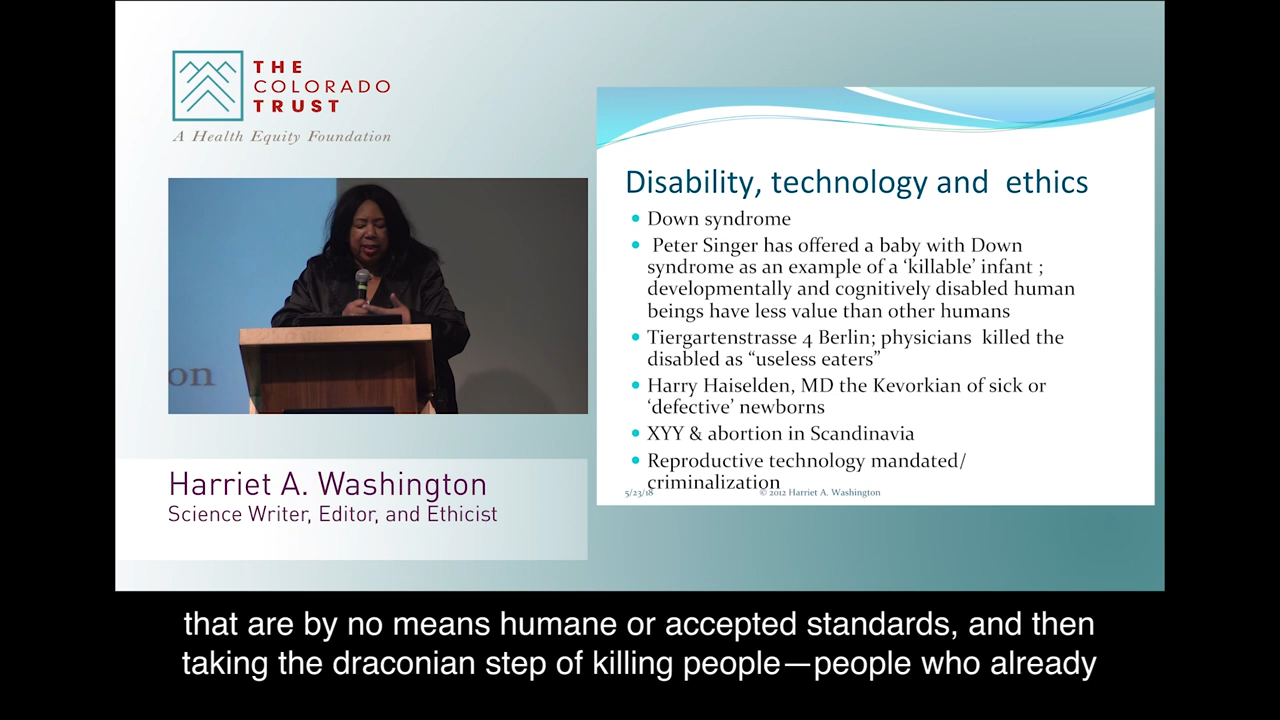 THE
COLORADO
TRUST
A Health Equity Foundation
on
Harriet A. Washington
Science Writer, Editor, and Ethicist
Disability, technology and ethics
• Down syndrome
• Peter Singer has offered a baby with Down
syndrome as an example of a ‘killable’ infant ;
developmentally and cognitively disabled human
beings have less value than other humans
• Tiergartenstrasse 4 Berlin; physicians killed the
disabled as “useless eaters”
• Harry Haiselden, MD the Kevorkian of sick or
‘defective’ newborns
• XYY & abortion in Scandinavia
• Reproductive technology mandated/
criminalization
5/23/18
© 2012 Harriet A. Washington
that are by no means humane or accepted standards, and then
taking the draconian step of killing people—people who already